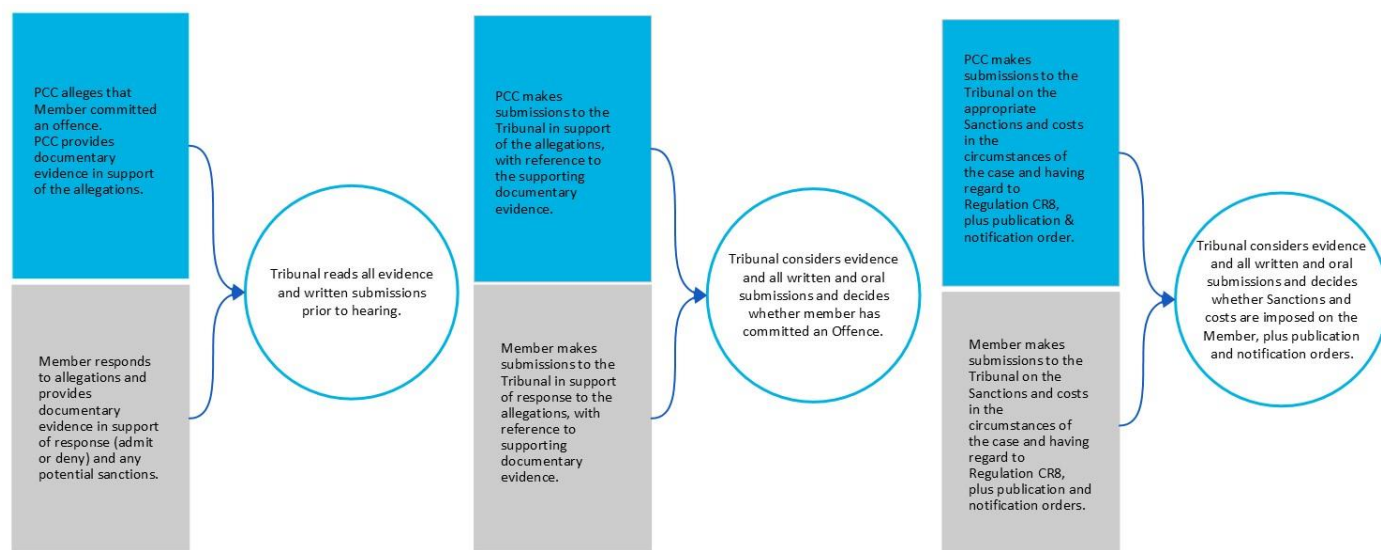 PCC alleges that
Member committed
an offence.
PCC provides
documentary
evidence in support
of the allegations.
Member responds
to allegations and
provides
documentary
evidence in support
of response (admit
or deny) and any
potential sanctions.
Tribunal reads all evidence
and written submissions
prior to hearing.
PCC makes
submissions to the
Tribunal in support
of the allegations,
with reference to
the supporting
documentary
evidence.
Member makes
submissions to the
Tribunal in support
of response to the
allegations, with
reference to
supporting
documentary
evidence.
Tribunal considers evidence
and all written and oral
submissions and decides
whether member has
committed an Offence.
PCC makes
submissions to the
Tribunal on the
appropriate
Sanctions and costs
in the
circumstances of
the case and having
regard to
Regulation CR8,
plus publication &
notification order.
Member makes
submissions to the
Tribunal on the
Sanctions and costs
in the
circumstances of
the case and having
regard to
Regulation CR8,
plus publication and
notification orders.
Tribunal considers evidence
and all written and oral
submissions and decides
whether Sanctions and
costs are imposed on the
Member, plus publication
and notification orders.